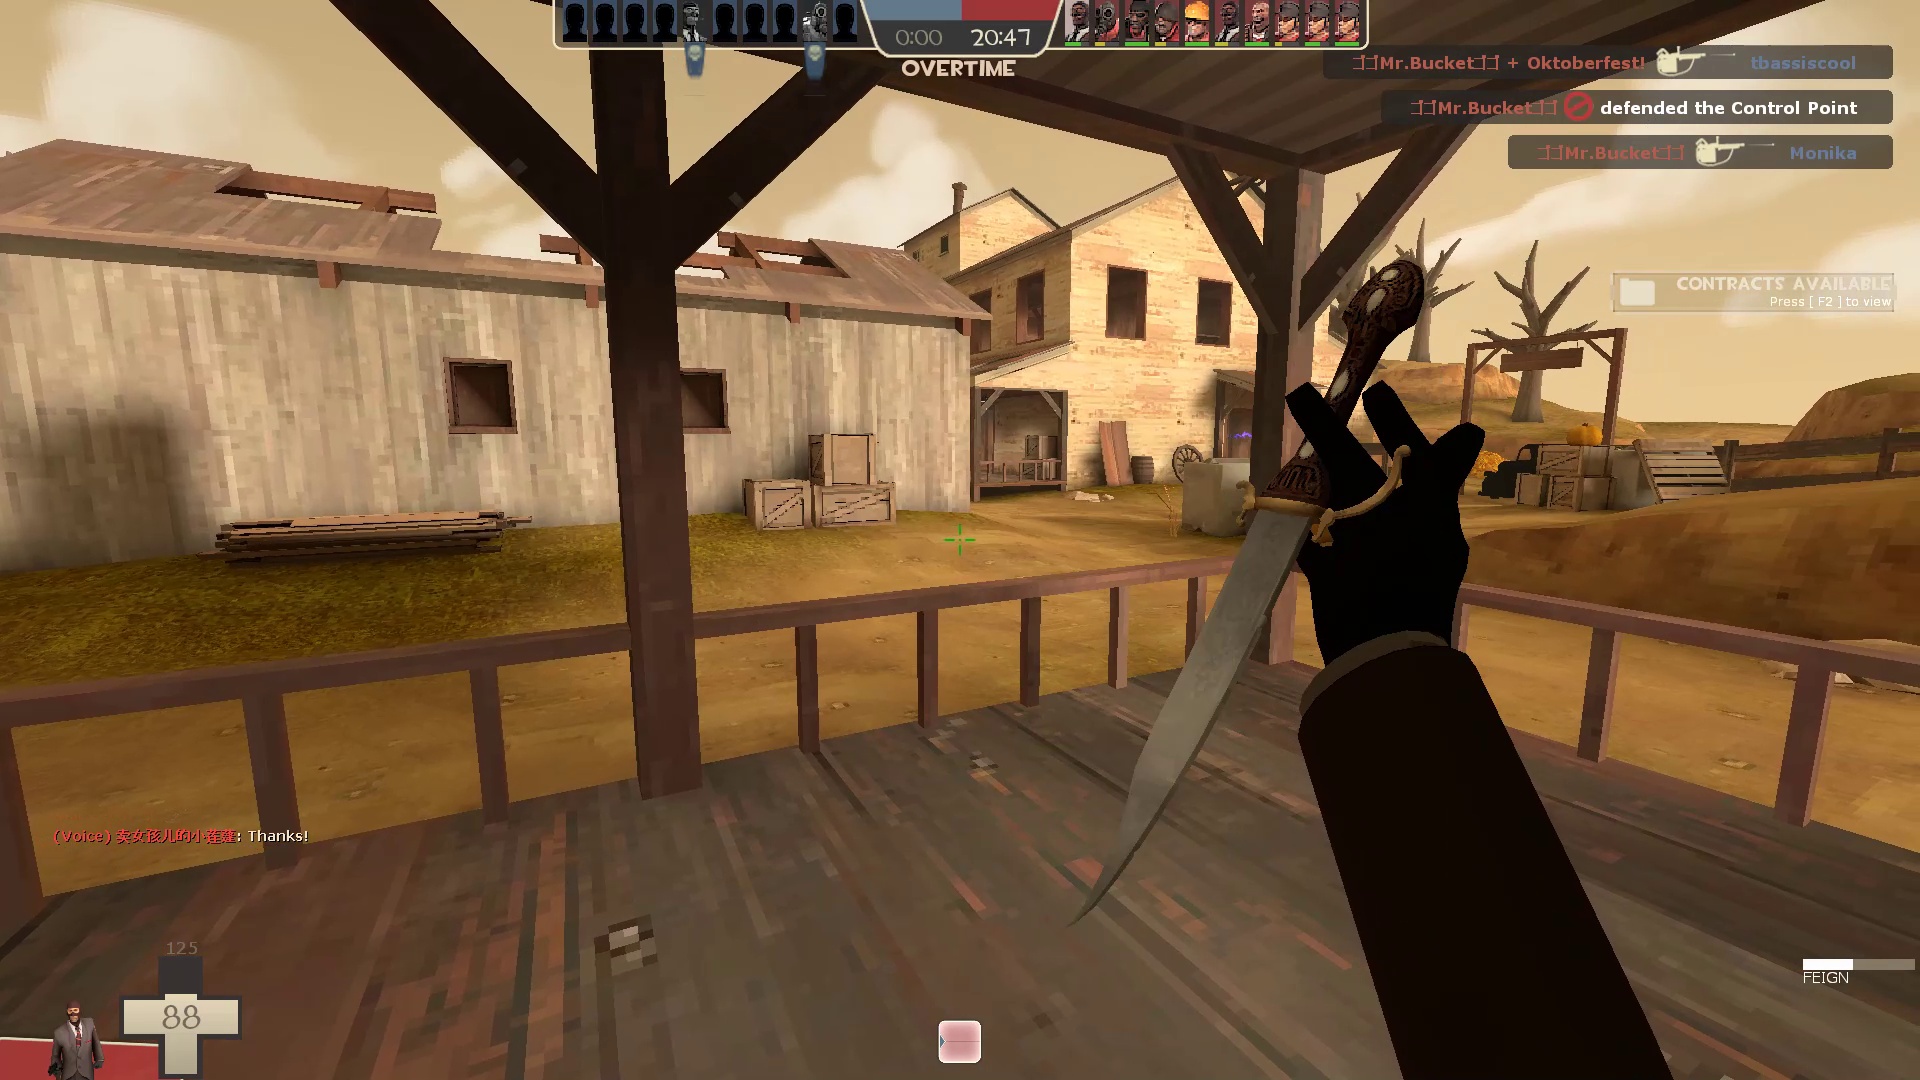 0:00 20:47
OVERTIME
Mr.Bucket + Oktoberfest! tbassiscool
Mr.Bucket defended the Control Point
Mr.Bucket Monika
CONTRACTS AVAILABLE
Press [ F2 ] to view
(Voice) 卖女孩儿的小莲蓬: Thanks!
125
88
FEIGN